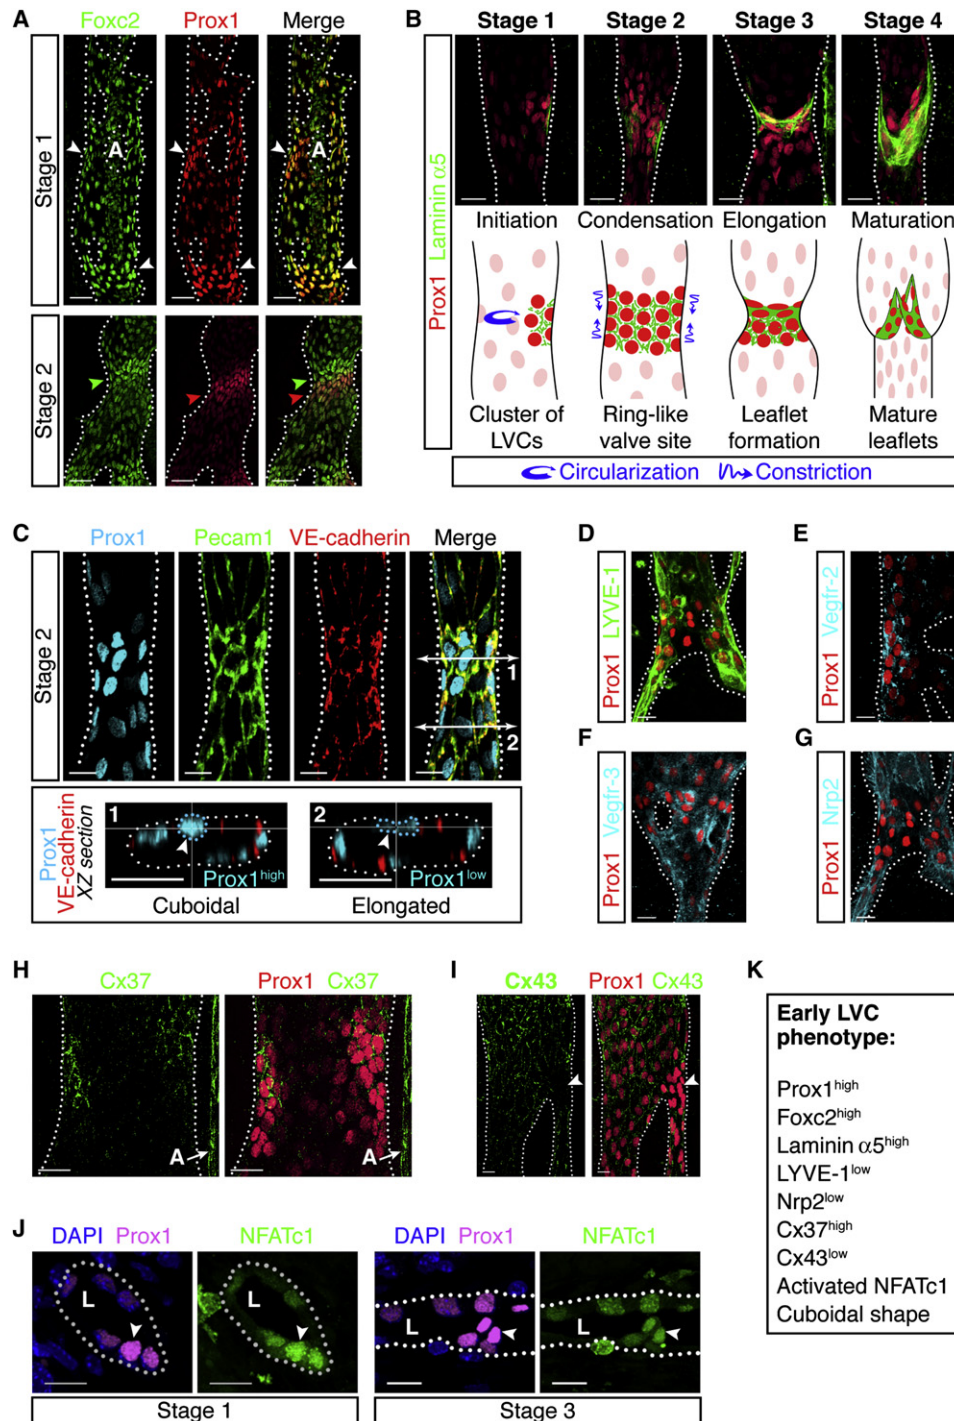 A
Foxc2 Prox1 Merge
Stage 1
A A
Stage 2
B
Stage 1 Stage 2 Stage 3 Stage 4
Prox1 Laminin α5
Initiation Condensation Elongation Maturation
Cluster of LVCs
Ring-like valve site
Leaflet formation
Mature leaflets
Circularization Constriction
C
Prox1 Pecam1 VE-cadherin Merge
Stage 2
1
2
Prox1
VE-cadherin
XZ section
1 Prox1high
2 Prox1low
Cuboidal Elongated
D
Prox1 LYVE-1
E
Prox1 Vegfr-2
F
Prox1 Vegfr-3
G
Prox1 Nrp2
H
Cx37 Prox1 Cx37
A A
I
Cx43 Prox1 Cx43
J
DAPI Prox1 NFATc1 DAPI Prox1 NFATc1
L L L L
Stage 1 Stage 3
K
Early LVC
phenotype:
Prox1high
Foxc2high
Laminin α5high
LYVE-1low
Nrp2low
Cx37high
Cx43low
Activated NFATc1
Cuboidal shape